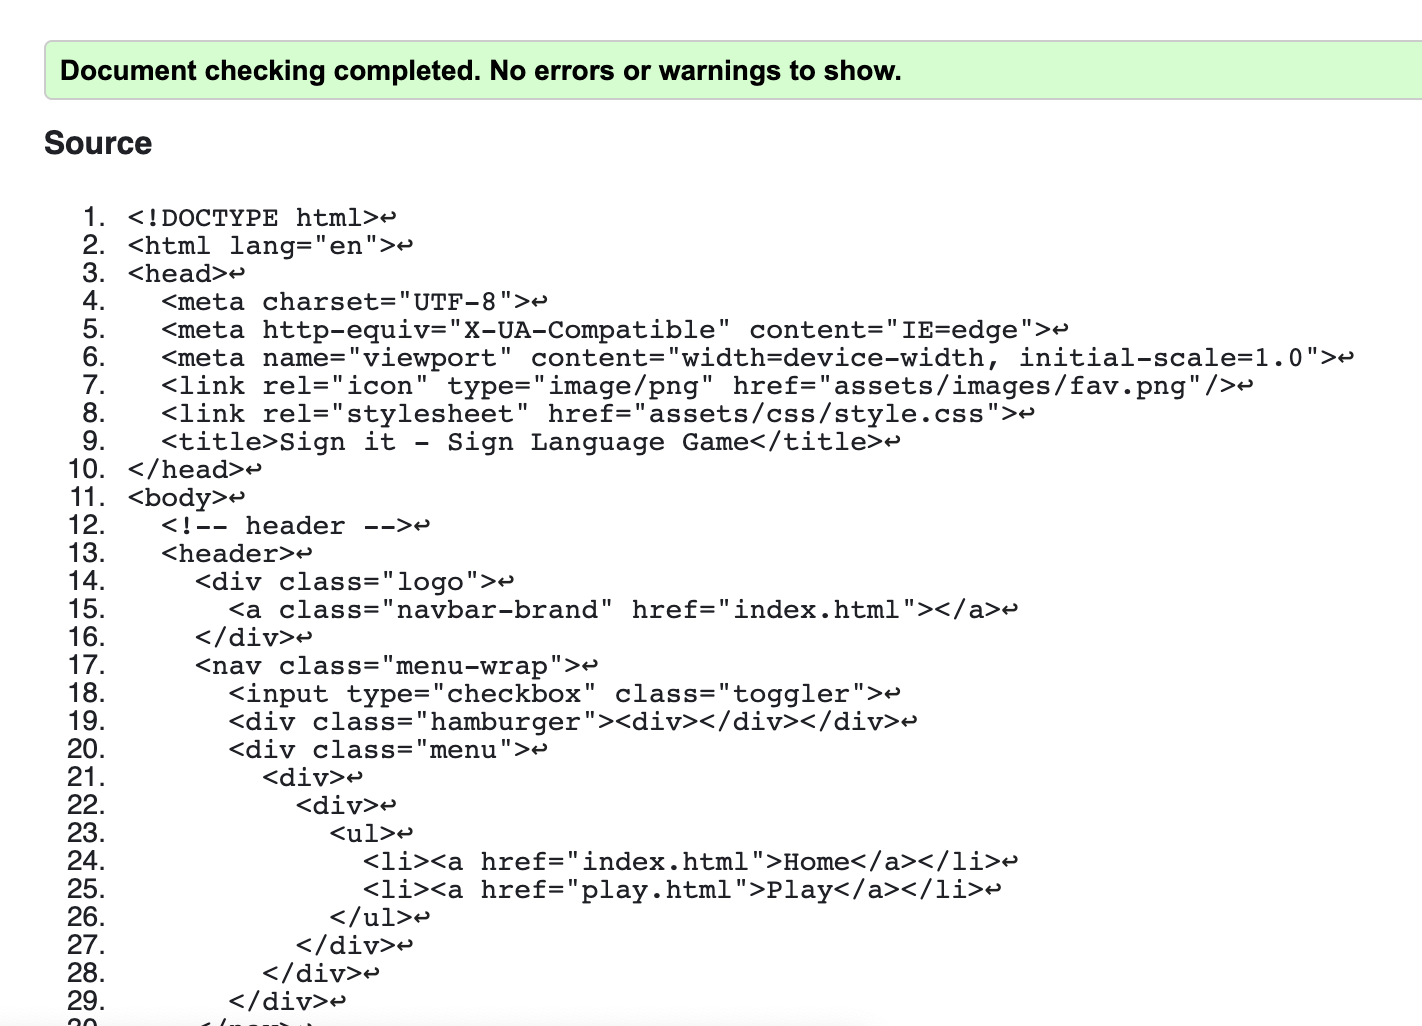 Document checking completed. No errors or warnings to show.
Source
1. <!DOCTYPE html>↩
2. <html lang="en">↩
3. <head>↩
4.   <meta charset="UTF-8">↩
5.   <meta http-equiv="X-UA-Compatible" content="IE=edge">↩
6.   <meta name="viewport" content="width=device-width, initial-scale=1.0">↩
7.   <link rel="icon" type="image/png" href="assets/images/fav.png"/>↩
8.   <link rel="stylesheet" href="assets/css/style.css">↩
9.   <title>Sign it - Sign Language Game</title>↩
10. </head>↩
11. <body>↩
12.   <!-- header -->↩
13.   <header>↩
14.     <div class="logo">↩
15.       <a class="navbar-brand" href="index.html"></a>↩
16.     </div>↩
17.     <nav class="menu-wrap">↩
18.       <input type="checkbox" class="toggler">↩
19.       <div class="hamburger"><div></div></div>↩
20.       <div class="menu">↩
21.         <div>↩
22.           <div>↩
23.             <ul>↩
24.               <li><a href="index.html">Home</a></li>↩
25.               <li><a href="play.html">Play</a></li>↩
26.             </ul>↩
27.           </div>↩
28.         </div>↩
29.       </div>↩